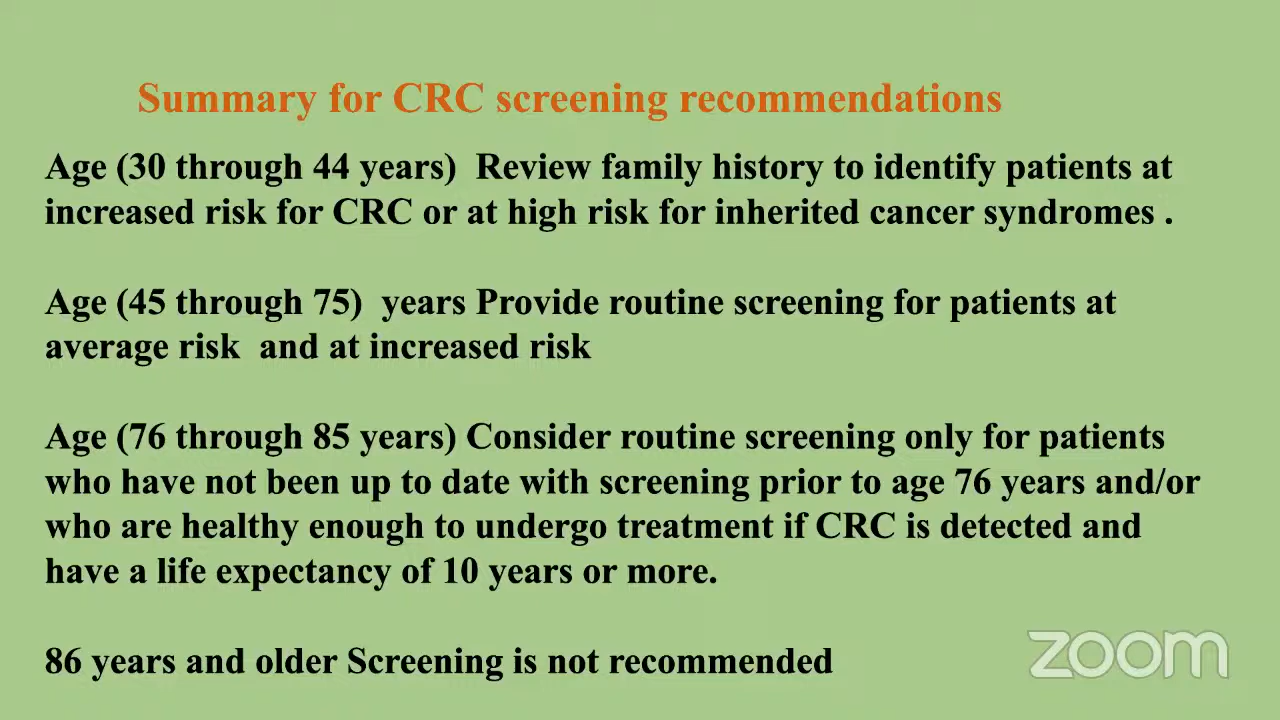 Summary for CRC screening recommendations
Age (30 through 44 years)  Review family history to identify patients at
increased risk for CRC or at high risk for inherited cancer syndromes .
Age (45 through 75)  years Provide routine screening for patients at
average risk  and at increased risk
Age (76 through 85 years) Consider routine screening only for patients
who have not been up to date with screening prior to age 76 years and/or
who are healthy enough to undergo treatment if CRC is detected and
have a life expectancy of 10 years or more.
86 years and older Screening is not recommended
zoom